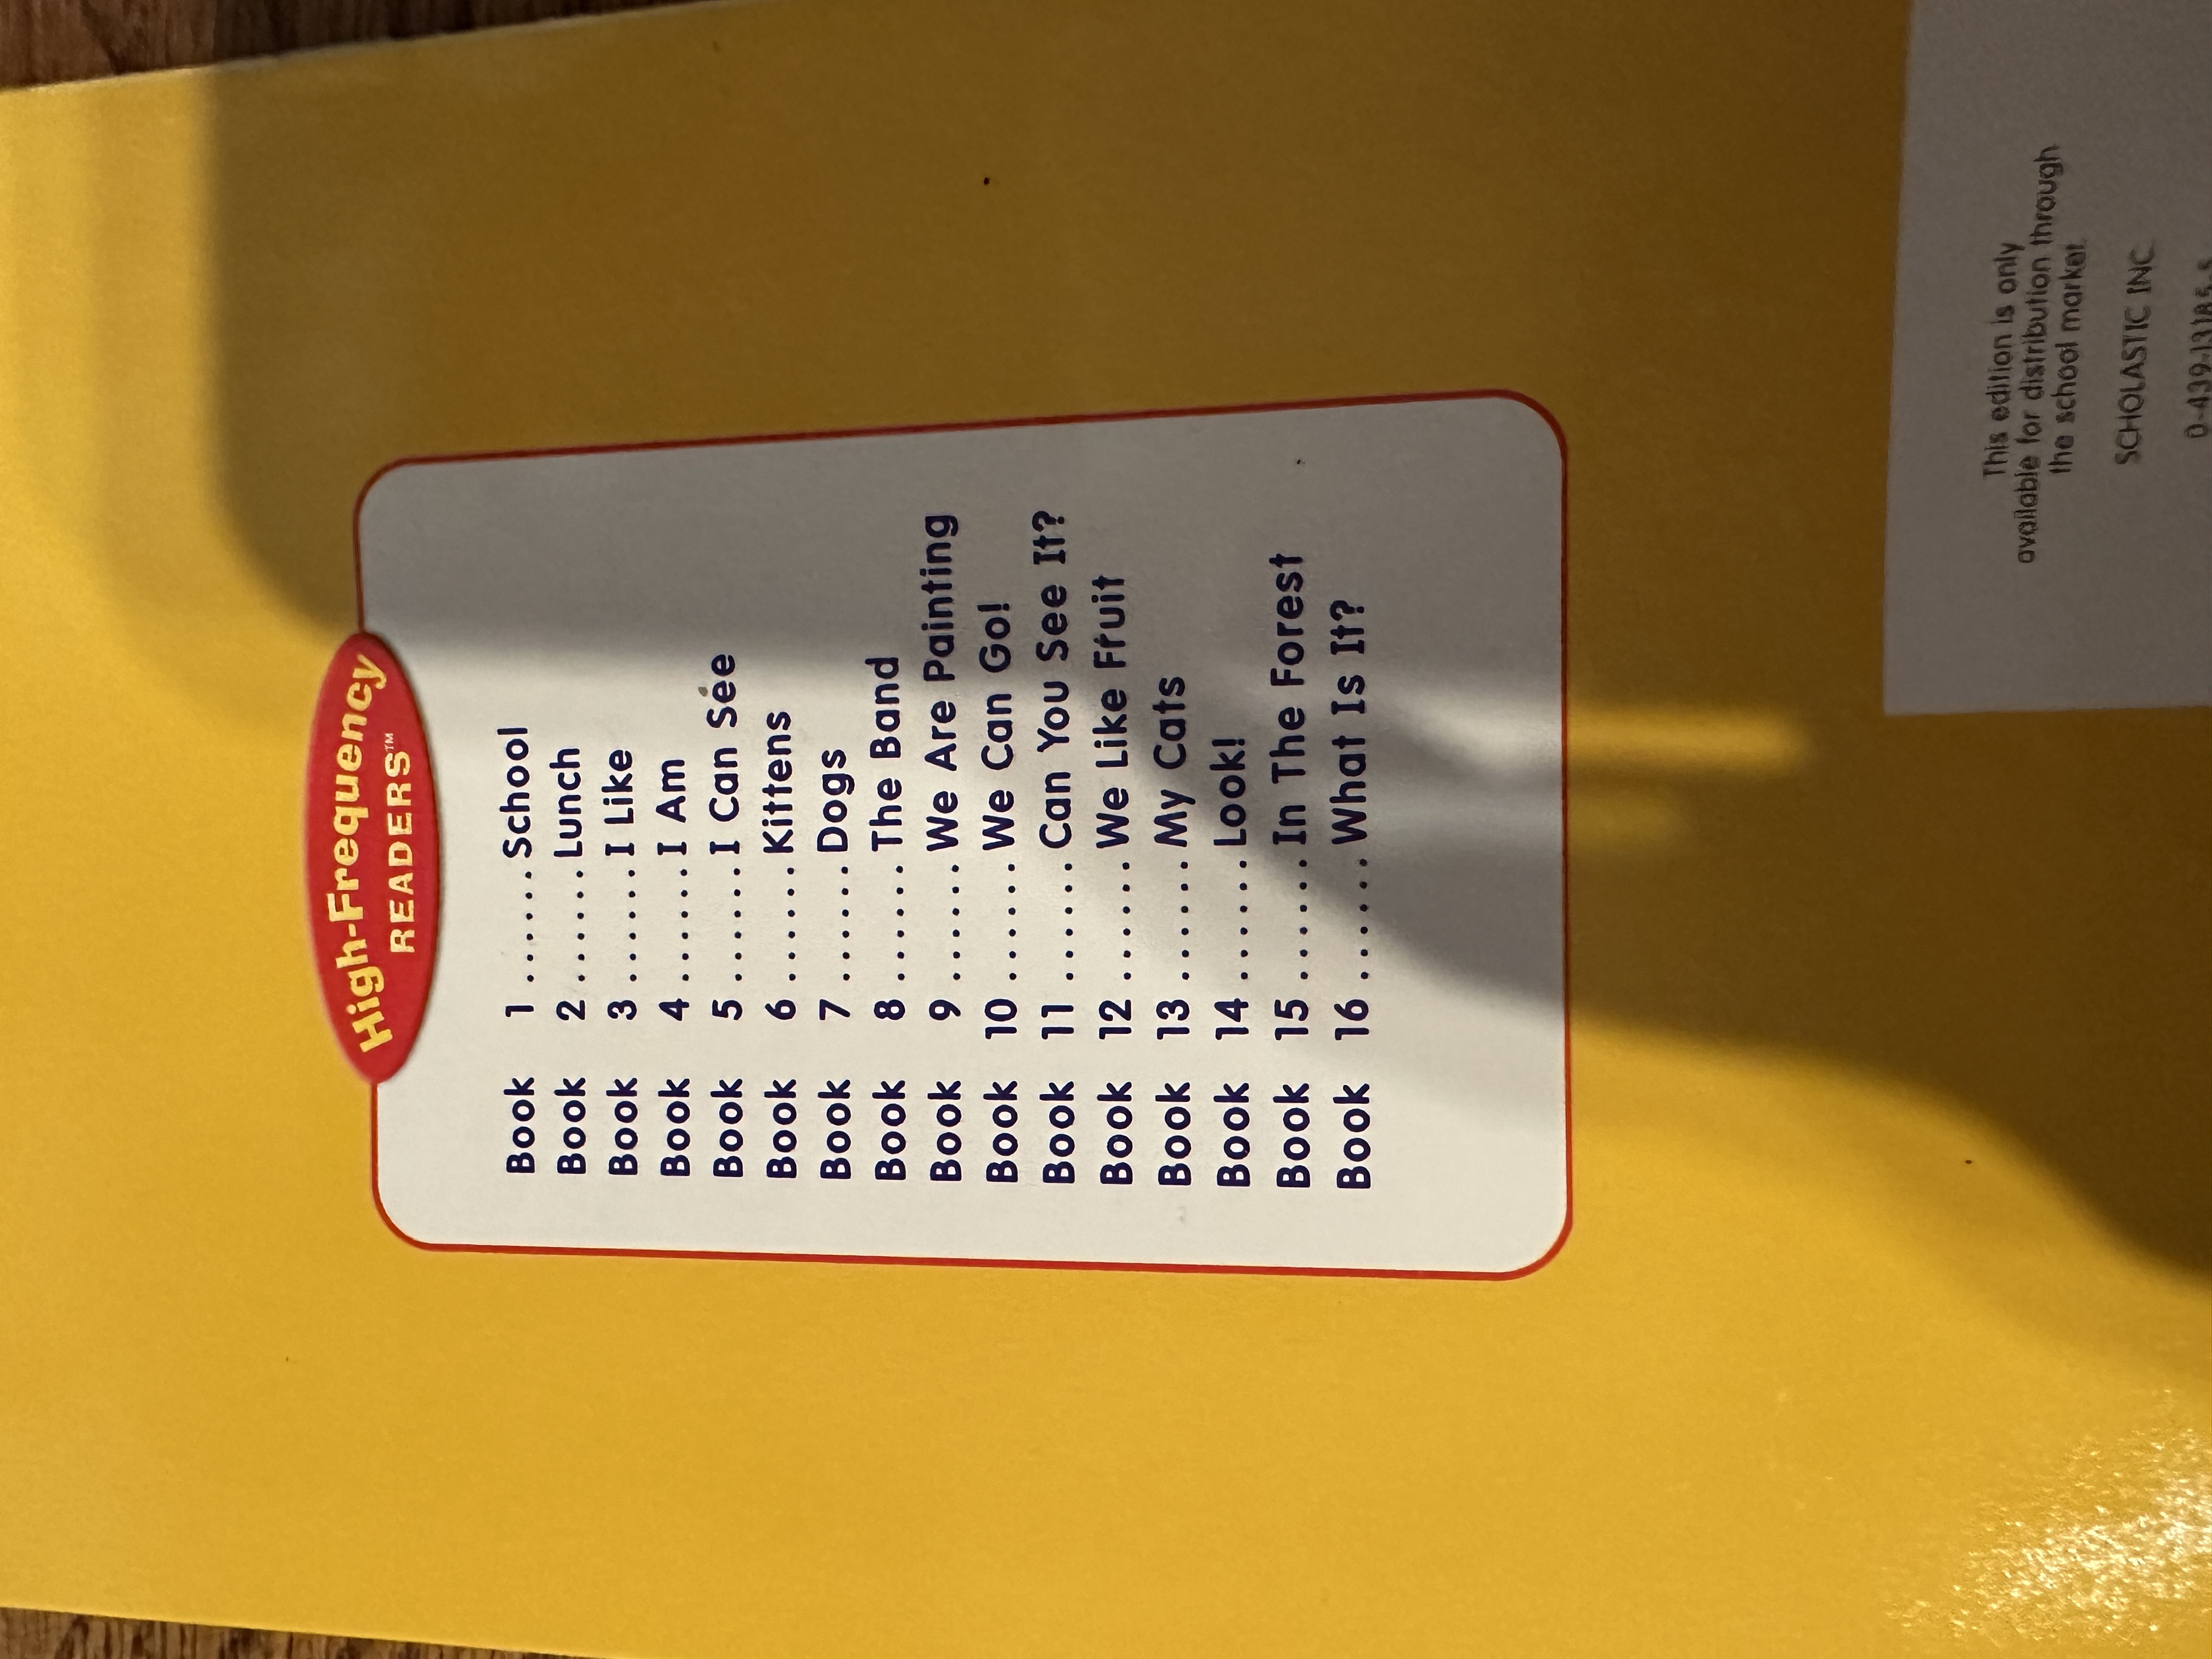 High-Frequency
READERS™
Book 1 ....... School
Book 2 ...... Lunch
Book 3 ....... I Like
Book 4 ....... I Am
Book 5 ....... I Can See
Book 6 ...... Kittens
Book 7 ...... Dogs
Book 8 ...... The Band
Book 9 ...... We Are Painting
Book 10 ...... We Can Go!
Book 11 ...... Can You See It?
Book 12 ...... We Like Fruit
Book 13 ...... My Cats
Book 14 ...... Look!
Book 15 ...... In The Forest
Book 16 ...... What Is It?
This edition is only
available for distribution through
the school market.
SCHOLASTIC INC.